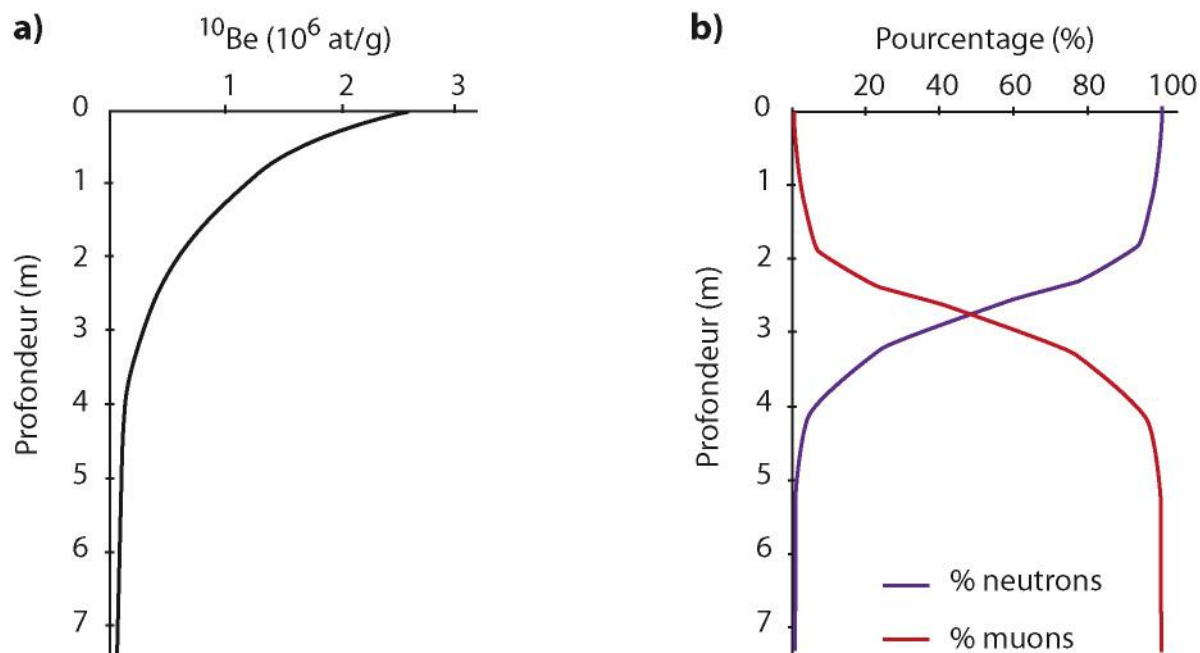 a)
¹⁰Be (10⁶ at/g)
1 2 3
0
1
2
3
4
5
6
7
Profondeur (m)
b)
Pourcentage (%)
20 40 60 80 100
0
1
2
3
4
5
6
7
Profondeur (m)
% neutrons
% muons